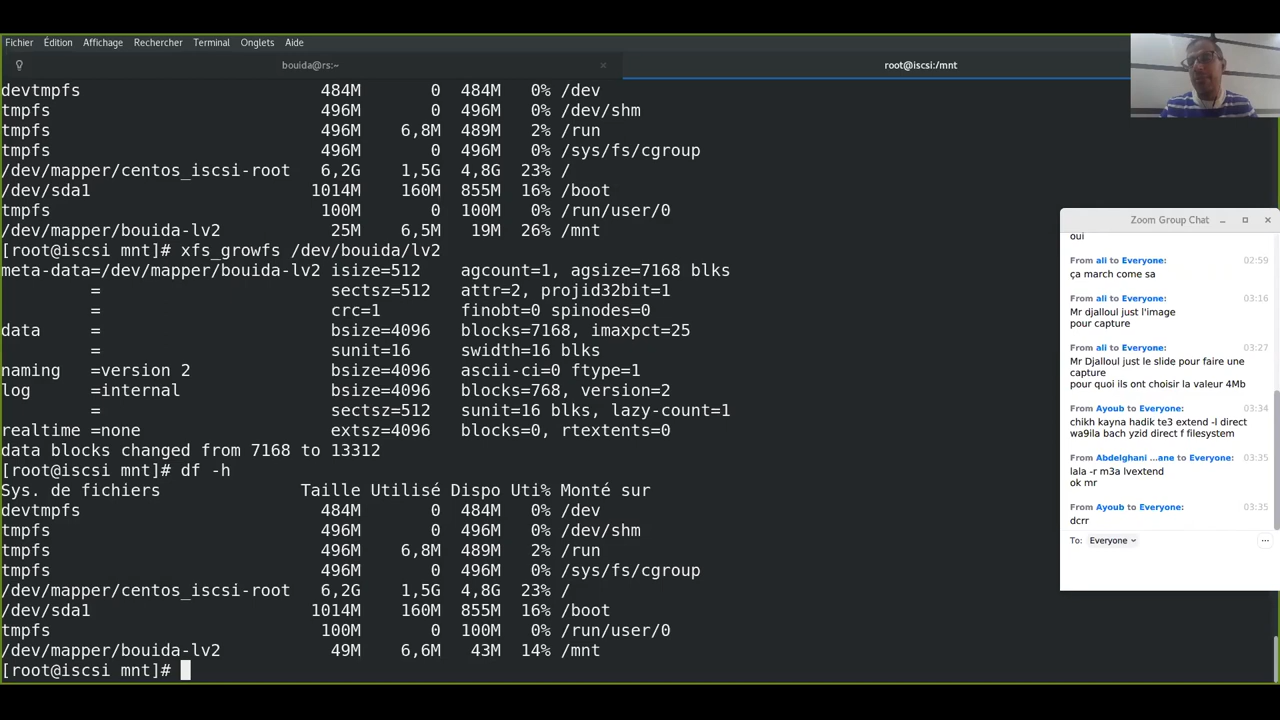 Fichier Édition Affichage Rechercher Terminal Onglets Aide
bouida@rs:~ × root@iscsi:/mnt
devtmpfs 484M 0 484M 0% /dev
tmpfs 496M 0 496M 0% /dev/shm
tmpfs 496M 6,8M 489M 2% /run
tmpfs 496M 0 496M 0% /sys/fs/cgroup
/dev/mapper/centos_iscsi-root 6,2G 1,5G 4,8G 23% /
/dev/sda1 1014M 160M 855M 16% /boot
tmpfs 100M 0 100M 0% /run/user/0
/dev/mapper/bouida-lv2 25M 6,5M 19M 26% /mnt
[root@iscsi mnt]# xfs_growfs /dev/bouida/lv2
meta-data=/dev/mapper/bouida-lv2 isize=512 agcount=1, agsize=7168 blks
= sectsz=512 attr=2, projid32bit=1
= crc=1 finobt=0 spinodes=0
data = bsize=4096 blocks=7168, imaxpct=25
= sunit=16 swidth=16 blks
naming =version 2 bsize=4096 ascii-ci=0 ftype=1
log =internal bsize=4096 blocks=768, version=2
= sectsz=512 sunit=16 blks, lazy-count=1
realtime =none extsz=4096 blocks=0, rtextents=0
data blocks changed from 7168 to 13312
[root@iscsi mnt]# df -h
Sys. de fichiers Taille Utilisé Dispo Uti% Monté sur
devtmpfs 484M 0 484M 0% /dev
tmpfs 496M 0 496M 0% /dev/shm
tmpfs 496M 6,8M 489M 2% /run
tmpfs 496M 0 496M 0% /sys/fs/cgroup
/dev/mapper/centos_iscsi-root 6,2G 1,5G 4,8G 23% /
/dev/sda1 1014M 160M 855M 16% /boot
tmpfs 100M 0 100M 0% /run/user/0
/dev/mapper/bouida-lv2 49M 6,6M 43M 14% /mnt
[root@iscsi mnt]#
Zoom Group Chat
oui
From ali to Everyone: 02:59
ça march come sa
From ali to Everyone: 03:16
Mr djalloul just l'image
pour capture
From ali to Everyone: 03:27
Mr Djalloul just le slide pour faire une
capture
pour quoi ils ont choisir la valeur 4Mb
From Ayoub to Everyone: 03:34
chikh kayna hadik te3 extend -l direct
wa9ila bach yzid direct f filesystem
From Abdelghani ...ane to Everyone: 03:35
lala -r m3a lvextend
ok mr
From Ayoub to Everyone: 03:35
dcrr
To: Everyone ...